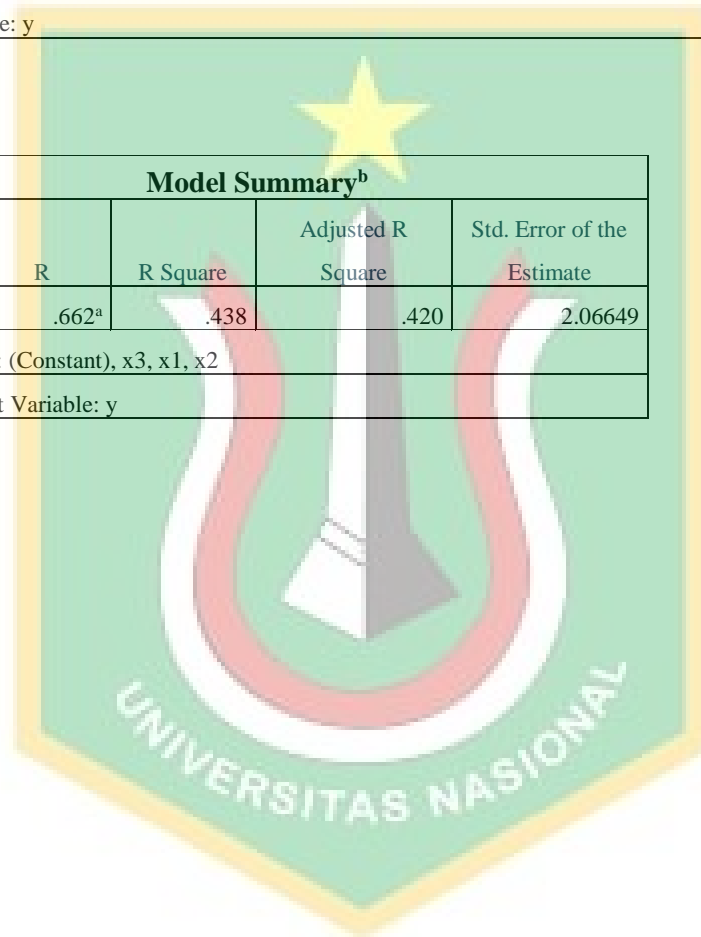 e: y
Model Summaryb
R R Square Adjusted R Square Std. Error of the Estimate
.662a .438 .420 2.06649
: (Constant), x3, x1, x2
t Variable: y
UNIVERSITAS NASIONAL